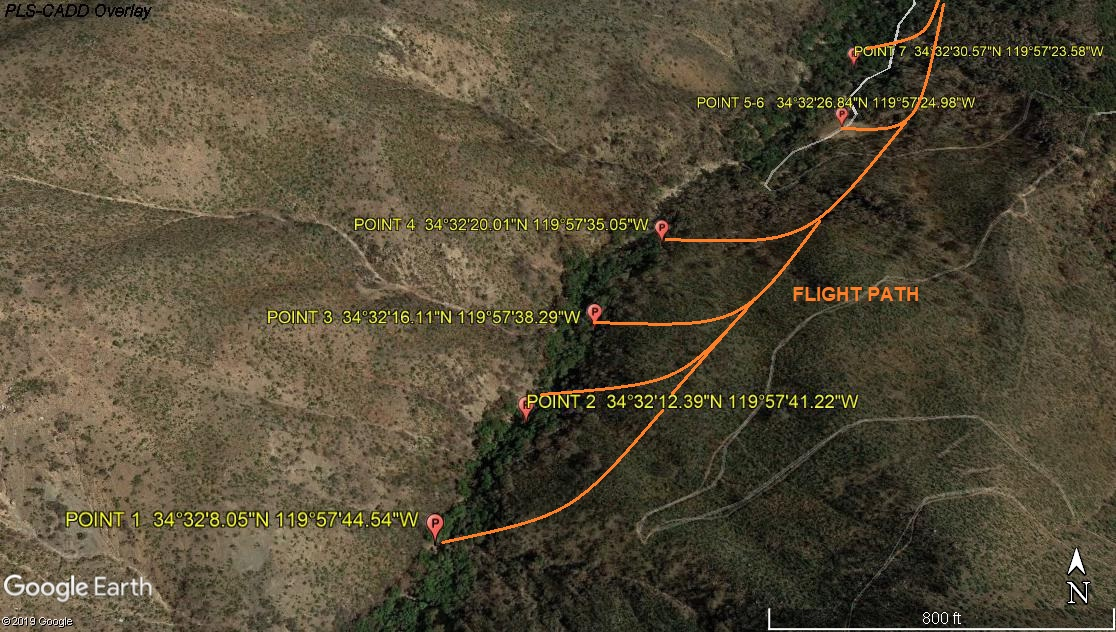 PLS-CADD Overlay
POINT 7 34°32'30.57"N 119°57'23.58"W
POINT 5-6 34°32'26.84"N 119°57'24.98"W
POINT 4 34°32'20.01"N 119°57'35.05"W
FLIGHT PATH
POINT 3 34°32'16.11"N 119°57'38.29"W
POINT 2 34°32'12.39"N 119°57'41.22"W
POINT 1 34°32'8.05"N 119°57'44.54"W
Google Earth
©2019 Google
N
800 ft